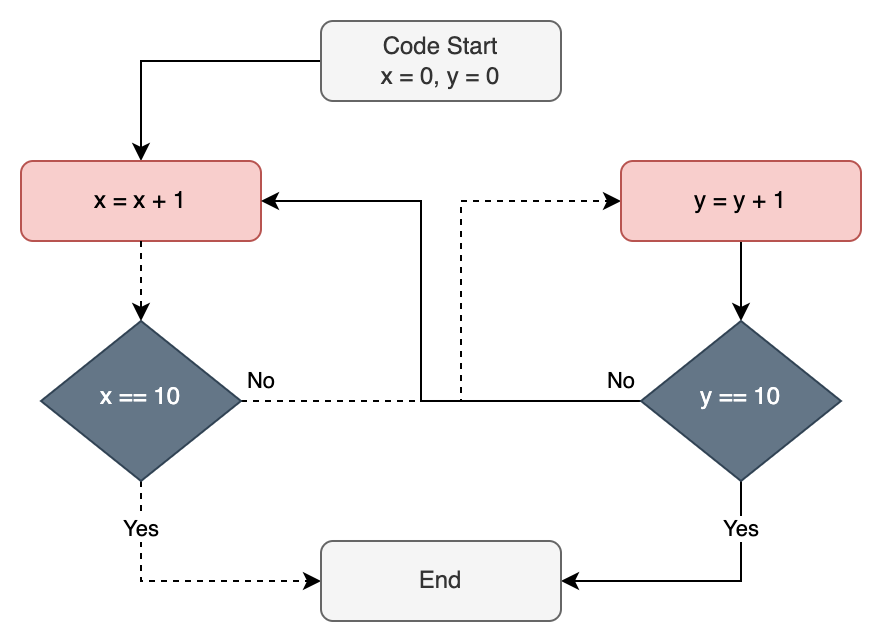 Code Start
x = 0, y = 0
x = x + 1
y = y + 1
No
No
x == 10
y == 10
Yes
Yes
End